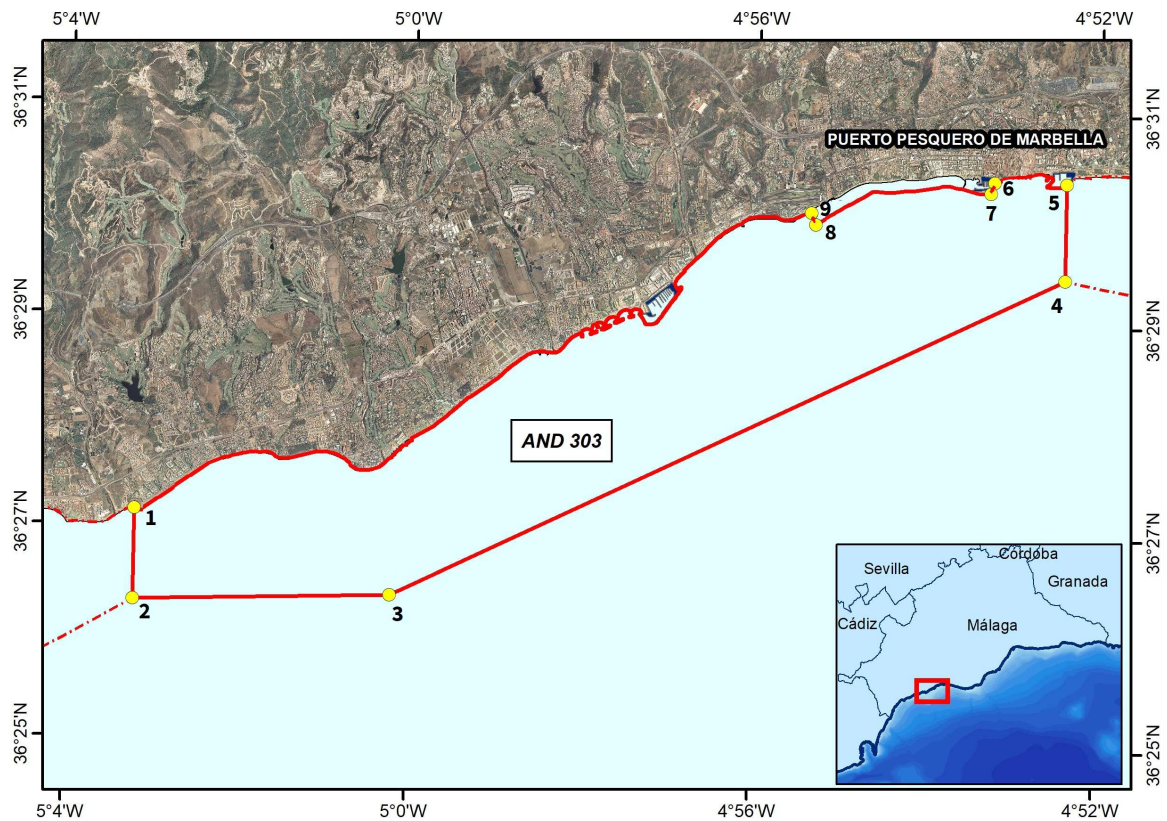 5°4'W
5°0'W
4°56'W
4°52'W
36°31'N
36°31'N
PUERTO PESQUERO DE MARBELLA
9
8
7
6
5
36°29'N
36°29'N
4
AND 303
36°27'N
36°27'N
1
2
3
Córdoba
Sevilla
Granada
Cádiz
Málaga
36°25'N
36°25'N
5°4'W
5°0'W
4°56'W
4°52'W